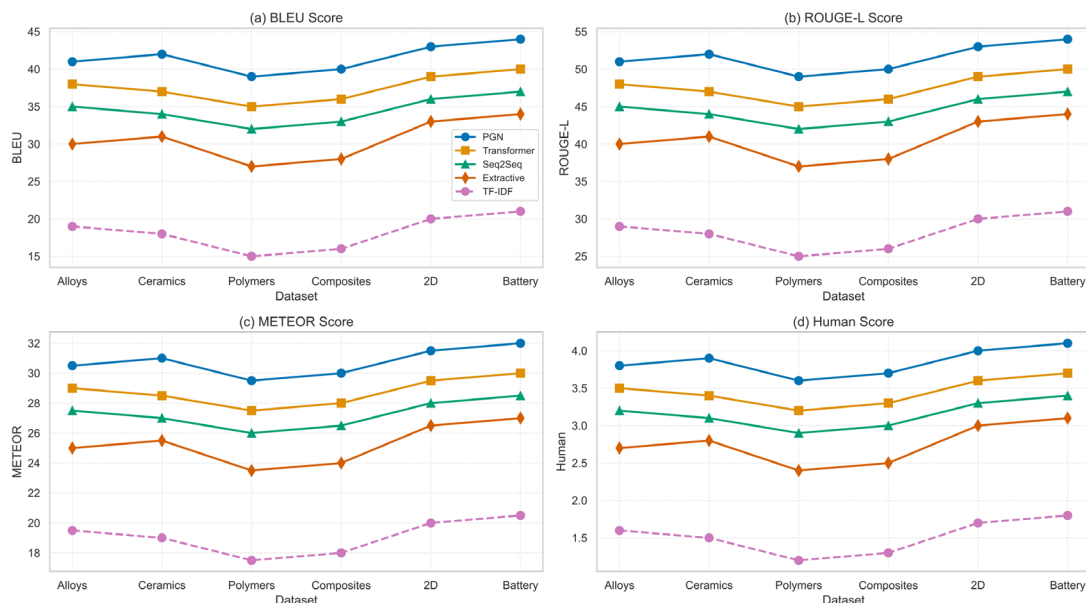 (a) BLEU Score
45
40
35
30
25
20
15
BLEU
PGN
Transformer
Seq2Seq
Extractive
TF-IDF
Alloys Ceramics Polymers Composites 2D Battery
Dataset
(b) ROUGE-L Score
55
50
45
40
35
30
25
ROUGE-L
Alloys Ceramics Polymers Composites 2D Battery
Dataset
(c) METEOR Score
32
30
28
26
24
22
20
18
METEOR
Alloys Ceramics Polymers Composites 2D Battery
Dataset
(d) Human Score
4.0
3.5
3.0
2.5
2.0
1.5
Human
Alloys Ceramics Polymers Composites 2D Battery
Dataset